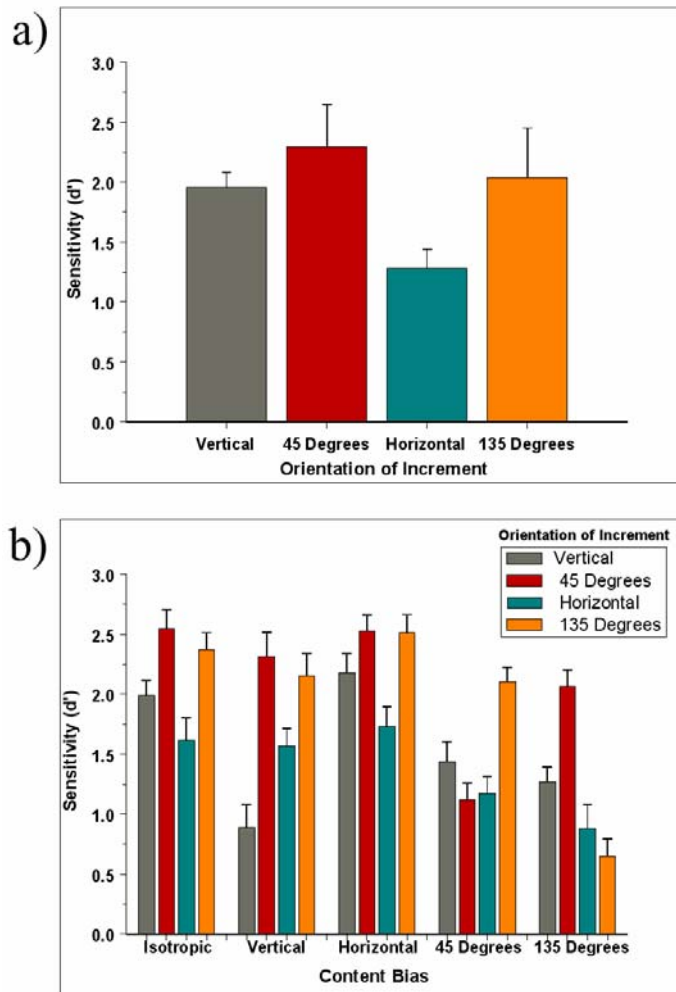 a)
3.0
2.5
2.0
1.5
1.0
0.5
0.0
Sensitivity (d')
Vertical 45 Degrees Horizontal 135 Degrees
Orientation of Increment
b)
Orientation of Increment
Vertical
45 Degrees
Horizontal
135 Degrees
3.0
2.5
2.0
1.5
1.0
0.5
0.0
Sensitivity (d')
Isotropic Vertical Horizontal 45 Degrees 135 Degrees
Content Bias